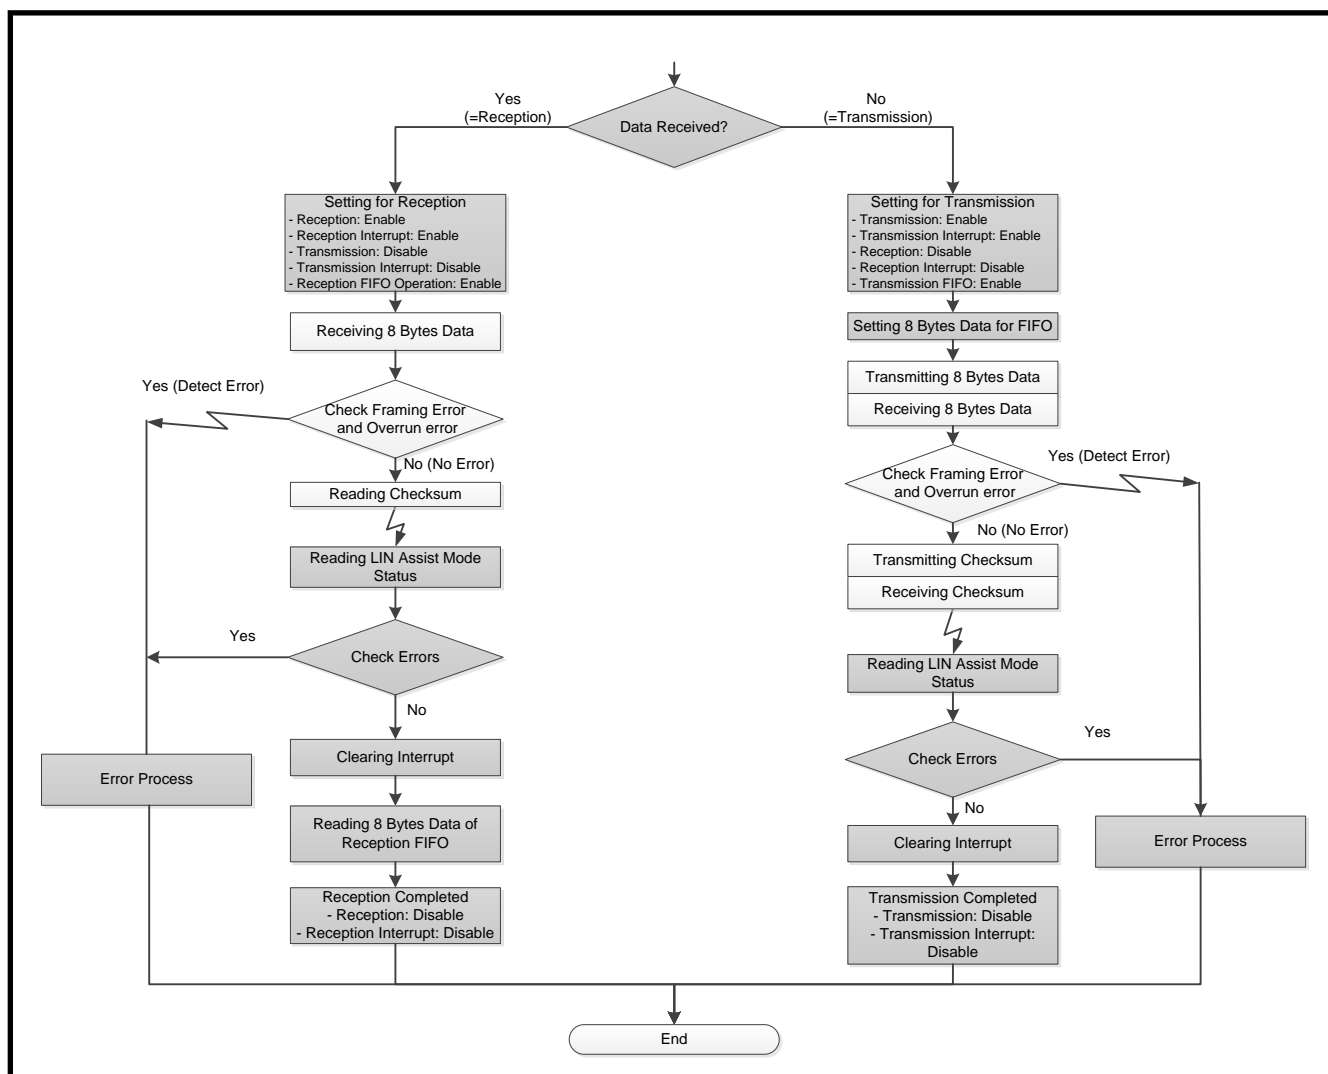 Data Received?
Yes
(=Reception)
No
(=Transmission)
Setting for Reception
- Reception: Enable
- Reception Interrupt: Enable
- Transmission: Disable
- Transmission Interrupt: Disable
- Reception FIFO Operation: Enable
Receiving 8 Bytes Data
Yes (Detect Error)
Check Framing Error
and Overrun error
No (No Error)
Reading Checksum
Reading LIN Assist Mode
Status
Yes
Check Errors
No
Error Process
Clearing Interrupt
Reading 8 Bytes Data of
Reception FIFO
Reception Completed
- Reception: Disable
- Reception Interrupt: Disable
Setting for Transmission
- Transmission: Enable
- Transmission Interrupt: Enable
- Reception: Disable
- Reception Interrupt: Disable
- Transmission FIFO: Enable
Setting 8 Bytes Data for FIFO
Transmitting 8 Bytes Data
Receiving 8 Bytes Data
Yes (Detect Error)
Check Framing Error
and Overrun error
No (No Error)
Transmitting Checksum
Receiving Checksum
Reading LIN Assist Mode
Status
Yes
Check Errors
No
Clearing Interrupt
Error Process
Transmission Completed
- Transmission: Disable
- Transmission Interrupt:
Disable
End